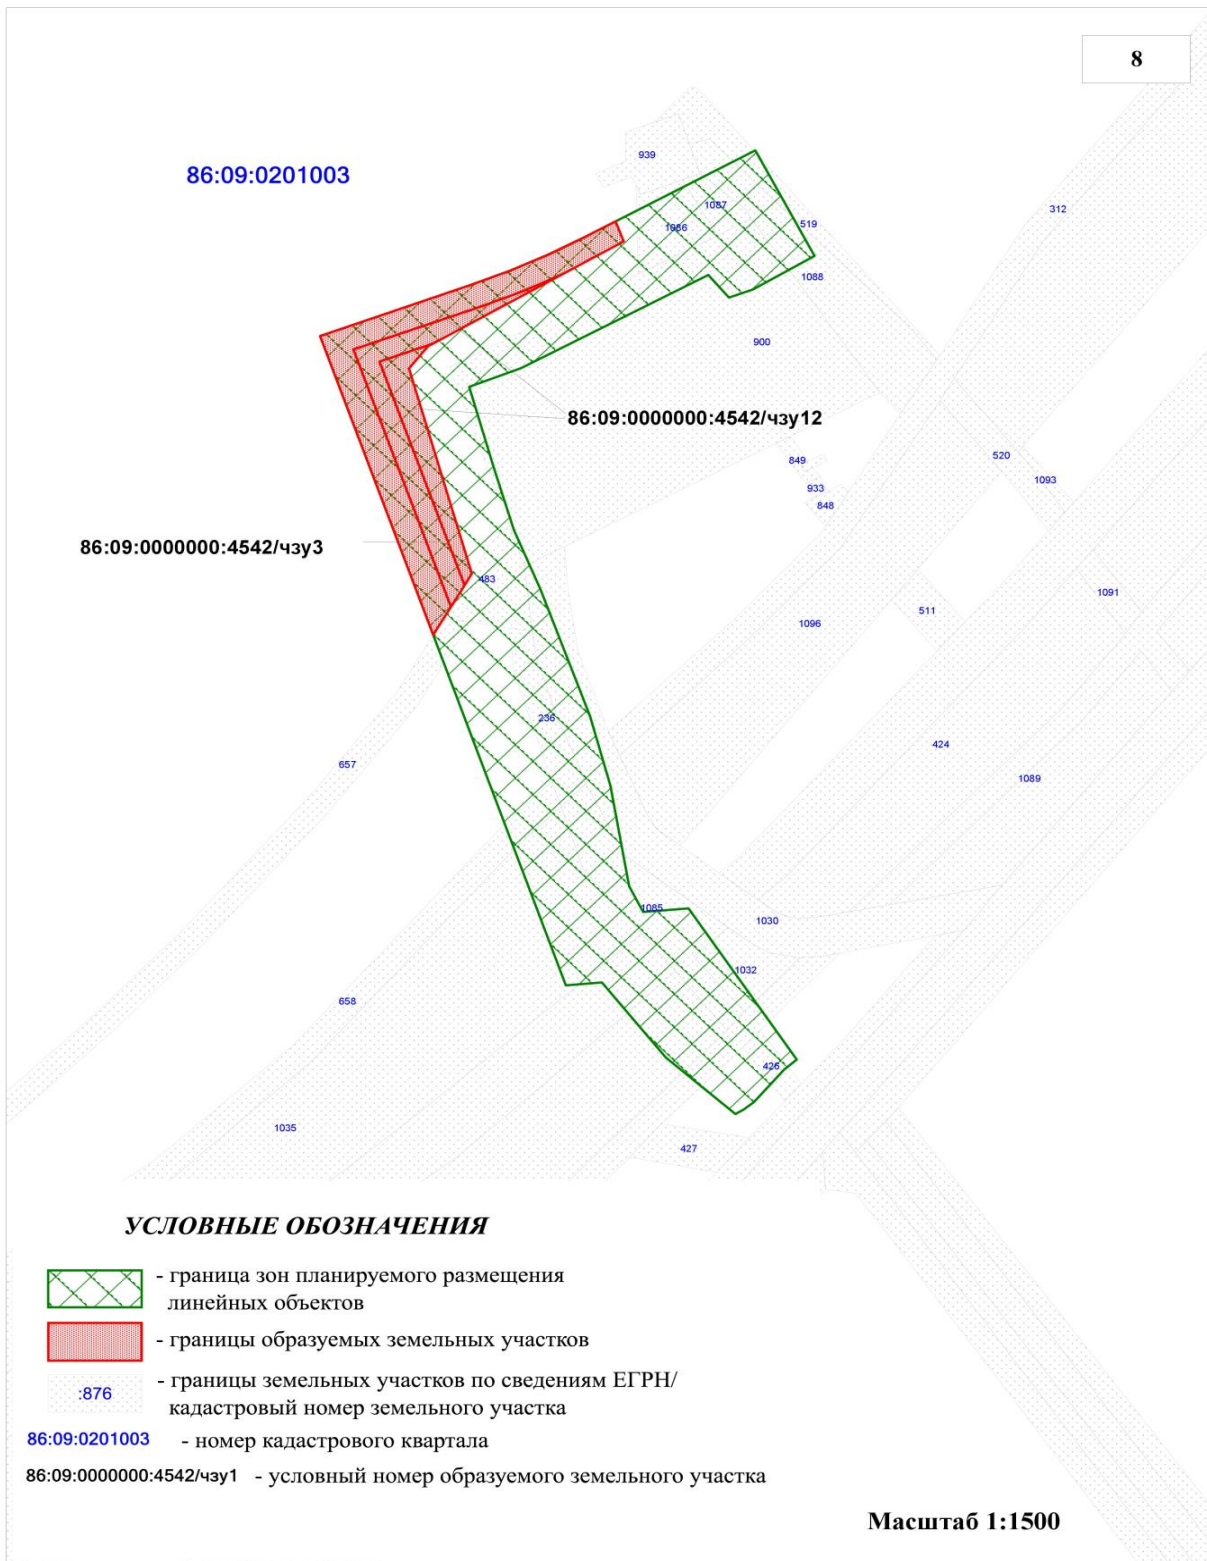 8
86:09:0201003
939
1087
1086
519
312
1088
900
86:09:0000000:4542/чзу12
849
520
1093
933
848
86:09:0000000:4542/чзу3
483
1091
511
1096
236
424
657
1089
1085
1030
1032
658
426
1035
427
УСЛОВНЫЕ ОБОЗНАЧЕНИЯ
- граница зон планируемого размещения
линейных объектов
- границы образуемых земельных участков
:876
- границы земельных участков по сведениям ЕГРН/
кадастровый номер земельного участка
86:09:0201003 - номер кадастрового квартала
86:09:0000000:4542/чзу1 - условный номер образуемого земельного участка
Масштаб 1:1500